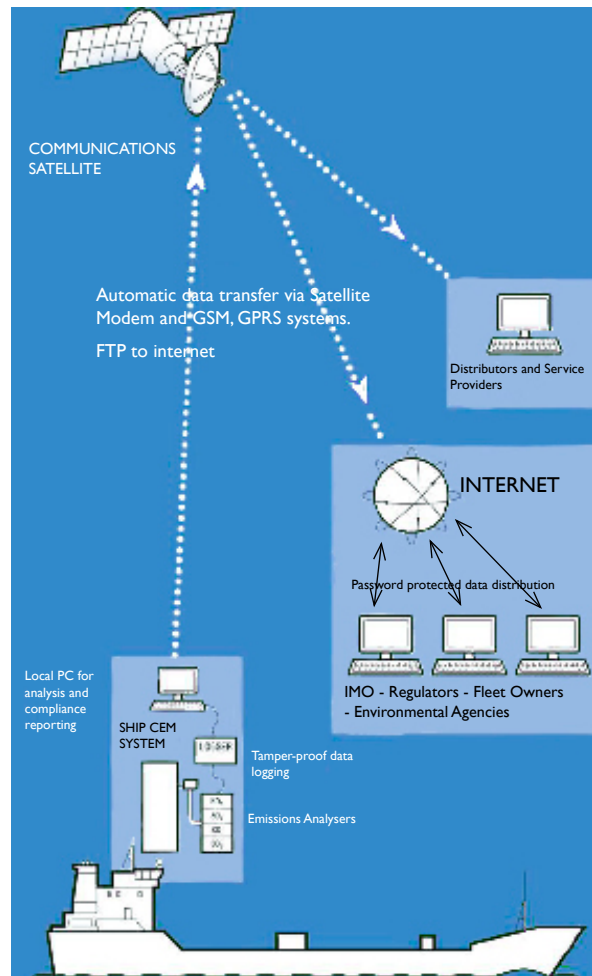 COMMUNICATIONS
SATELLITE
Automatic data transfer via Satellite
Modem and GSM, GPRS systems.
FTP to internet
Distributors and Service
Providers
INTERNET
Password protected data distribution
IMO - Regulators - Fleet Owners
- Environmental Agencies
Local PC for
analysis and
compliance
reporting
SHIP CEM
SYSTEM
LOGGER
Tamper-proof data
logging
Emissions Analysers